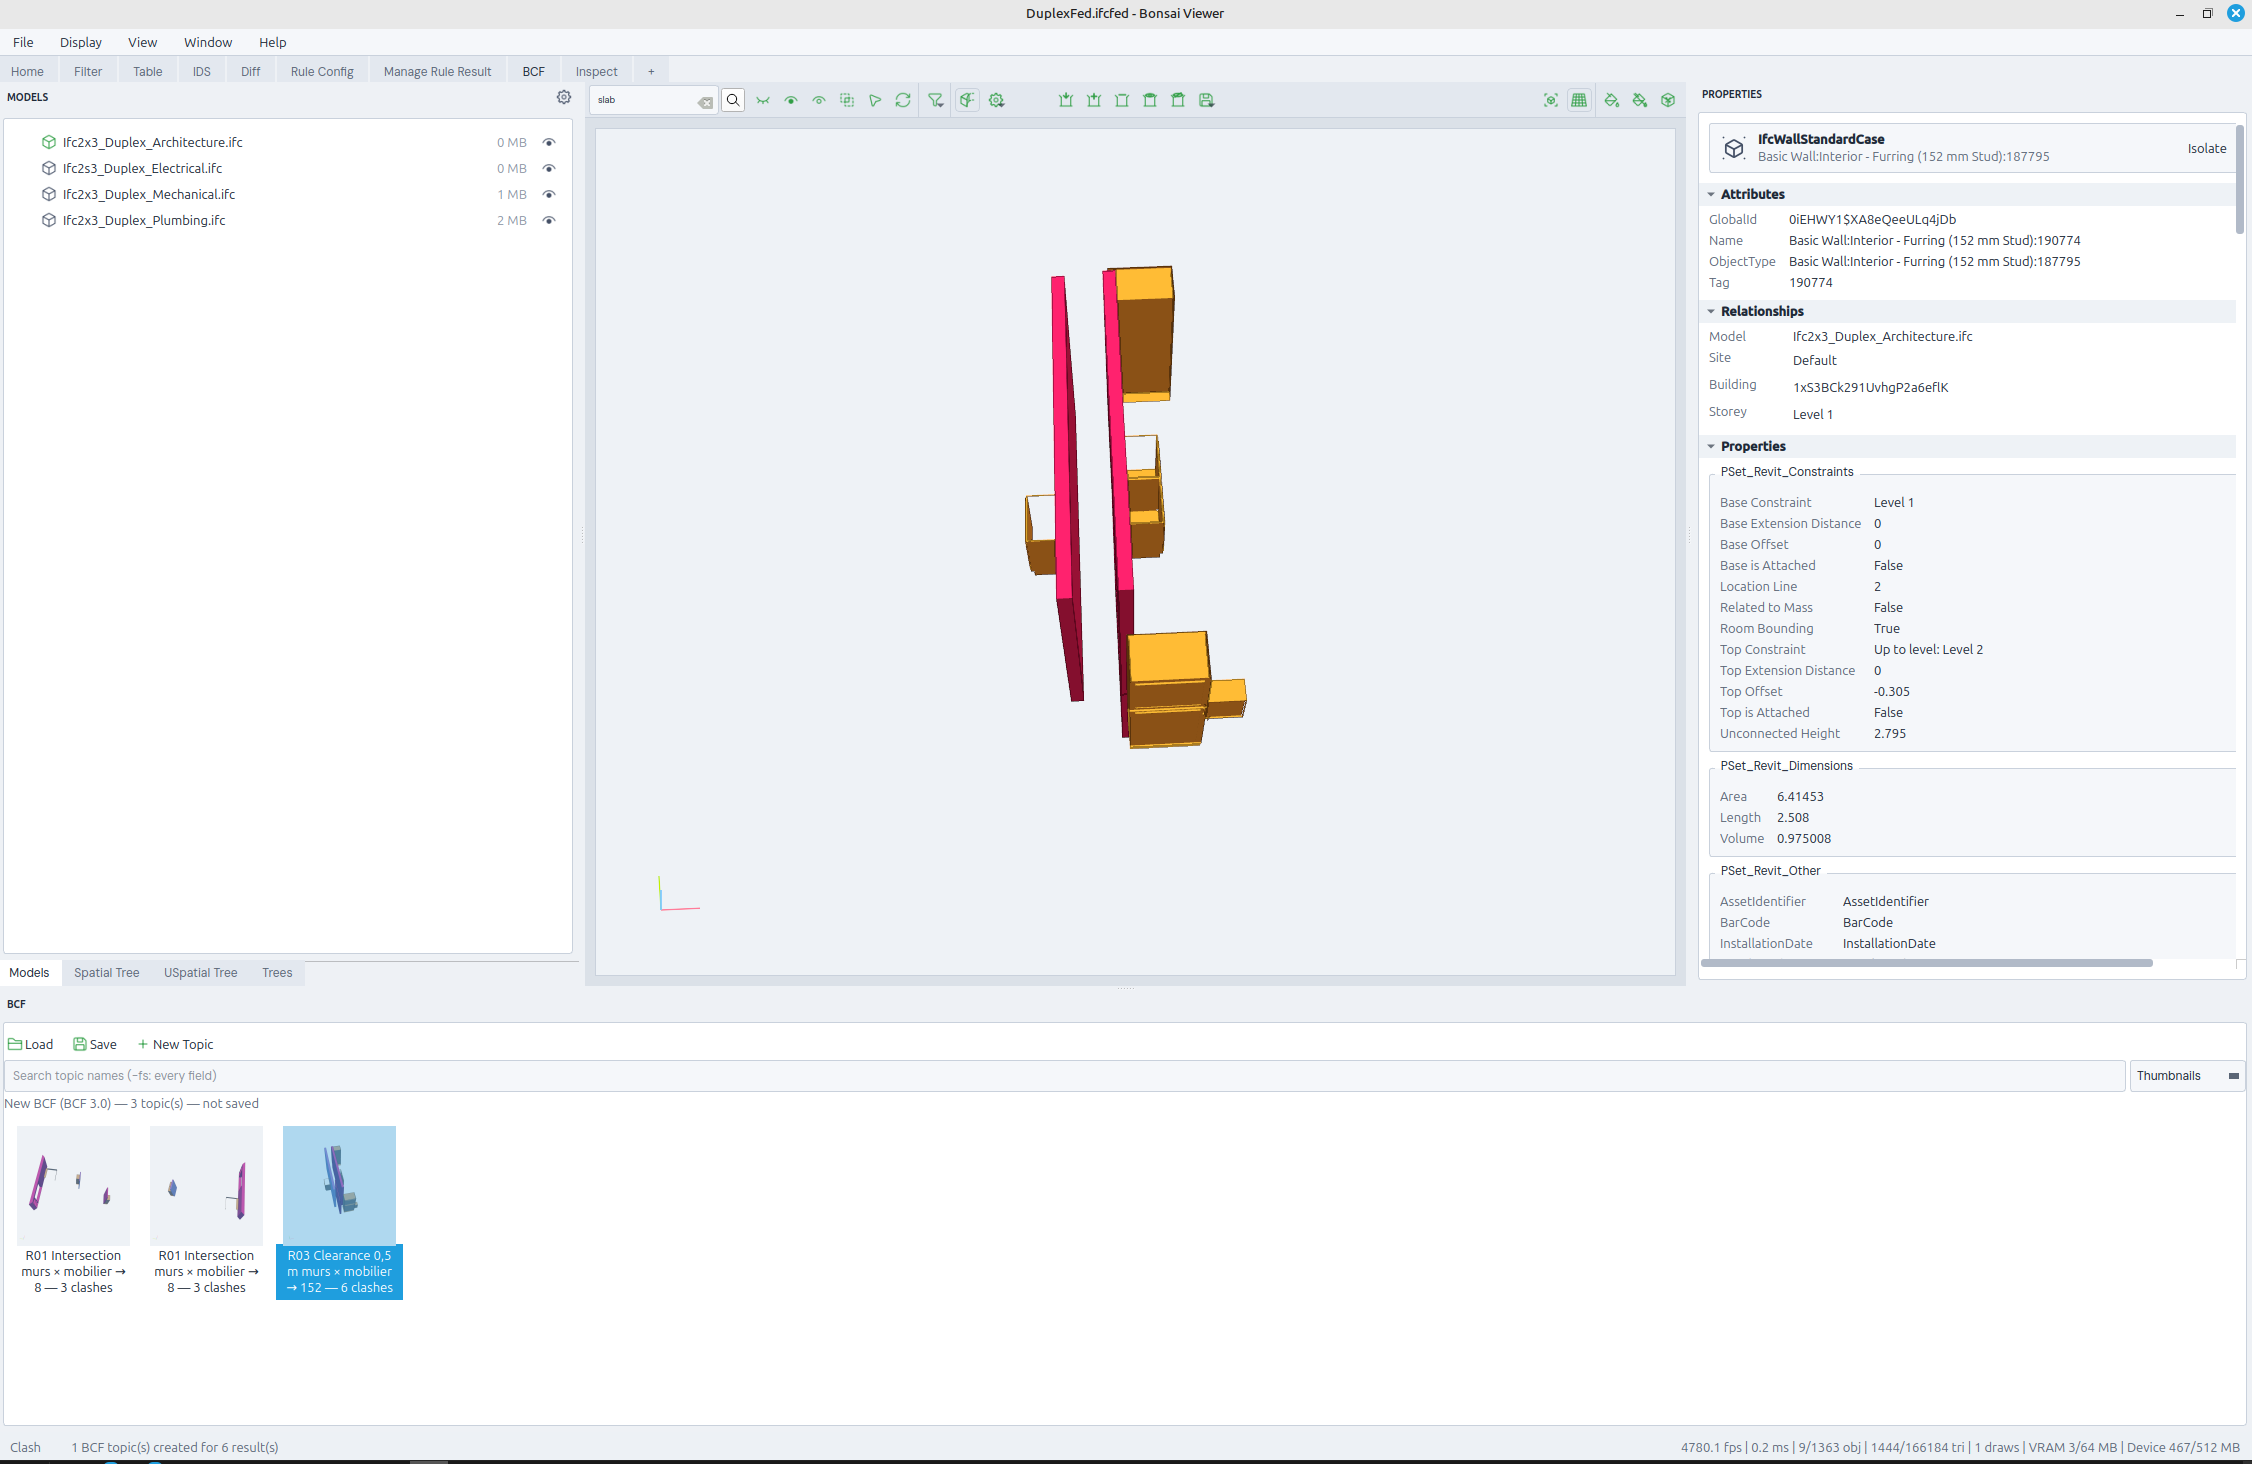 DuplexFed.ifcfed - Bonsai Viewer
File Display View Window Help
Home Filter Table IDS Diff Rule Config Manage Rule Result BCF Inspect +
MODELS
Ifc2x3_Duplex_Architecture.ifc 0 MB
Ifc2s3_Duplex_Electrical.ifc 0 MB
Ifc2x3_Duplex_Mechanical.ifc 1 MB
Ifc2x3_Duplex_Plumbing.ifc 2 MB
Models Spatial Tree USpatial Tree Trees
slab
PROPERTIES
IfcWallStandardCase
Basic Wall:Interior - Furring (152 mm Stud):187795
Isolate
Attributes
GlobalId 0iEHWY1$XA8eQeeULq4jDb
Name Basic Wall:Interior - Furring (152 mm Stud):190774
ObjectType Basic Wall:Interior - Furring (152 mm Stud):187795
Tag 190774
Relationships
Model Ifc2x3_Duplex_Architecture.ifc
Site Default
Building 1xS3BCk291UvhgP2a6eflK
Storey Level 1
Properties
PSet_Revit_Constraints
Base Constraint Level 1
Base Extension Distance 0
Base Offset 0
Base is Attached False
Location Line 2
Related to Mass False
Room Bounding True
Top Constraint Up to level: Level 2
Top Extension Distance 0
Top Offset -0.305
Top is Attached False
Unconnected Height 2.795
PSet_Revit_Dimensions
Area 6.41453
Length 2.508
Volume 0.975008
PSet_Revit_Other
AssetIdentifier AssetIdentifier
BarCode BarCode
InstallationDate InstallationDate
BCF
Load Save + New Topic
Search topic names (-fs: every field)
Thumbnails
New BCF (BCF 3.0) — 3 topic(s) — not saved
R01 Intersection
murs × mobilier →
8 — 3 clashes
R01 Intersection
murs × mobilier →
8 — 3 clashes
R03 Clearance 0,5
m murs × mobilier
→ 152 — 6 clashes
Clash 1 BCF topic(s) created for 6 result(s)
4780.1 fps | 0.2 ms | 9/1363 obj | 1444/166184 tri | 1 draws | VRAM 3/64 MB | Device 467/512 MB